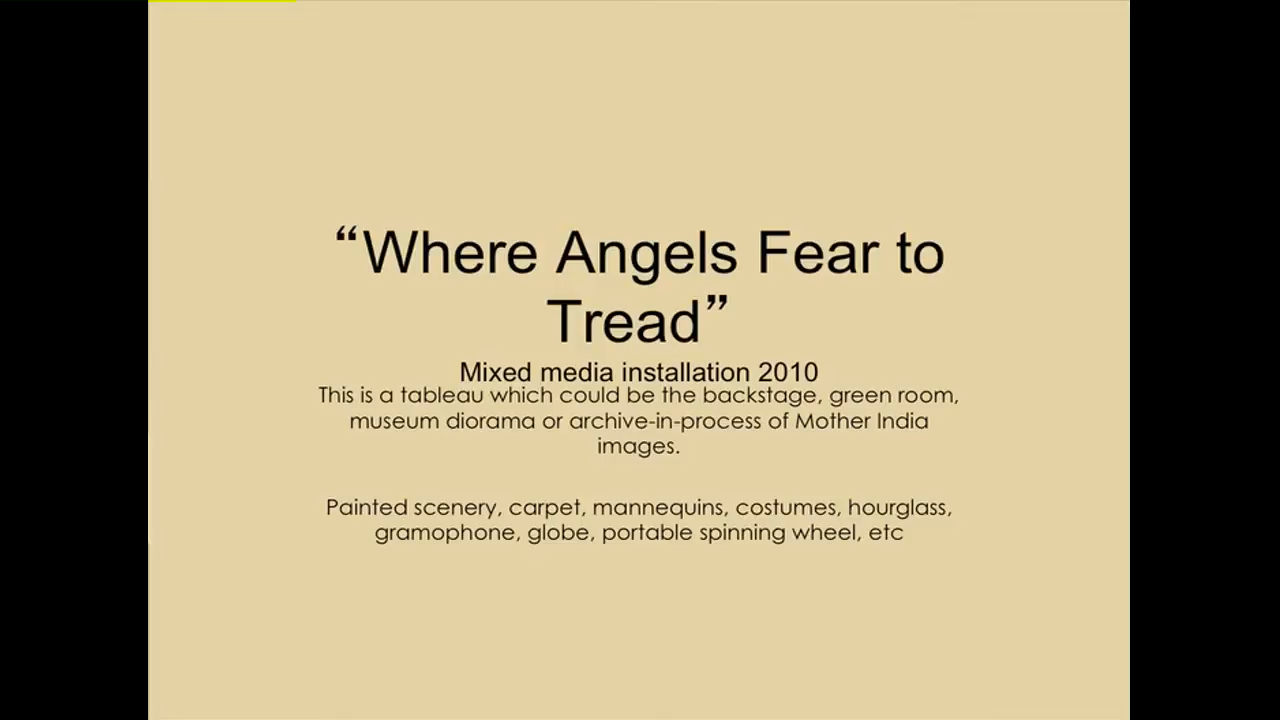 “Where Angels Fear to
Tread”
Mixed media installation 2010
This is a tableau which could be the backstage, green room,
museum diorama or archive-in-process of Mother India
images.
Painted scenery, carpet, mannequins, costumes, hourglass,
gramophone, globe, portable spinning wheel, etc